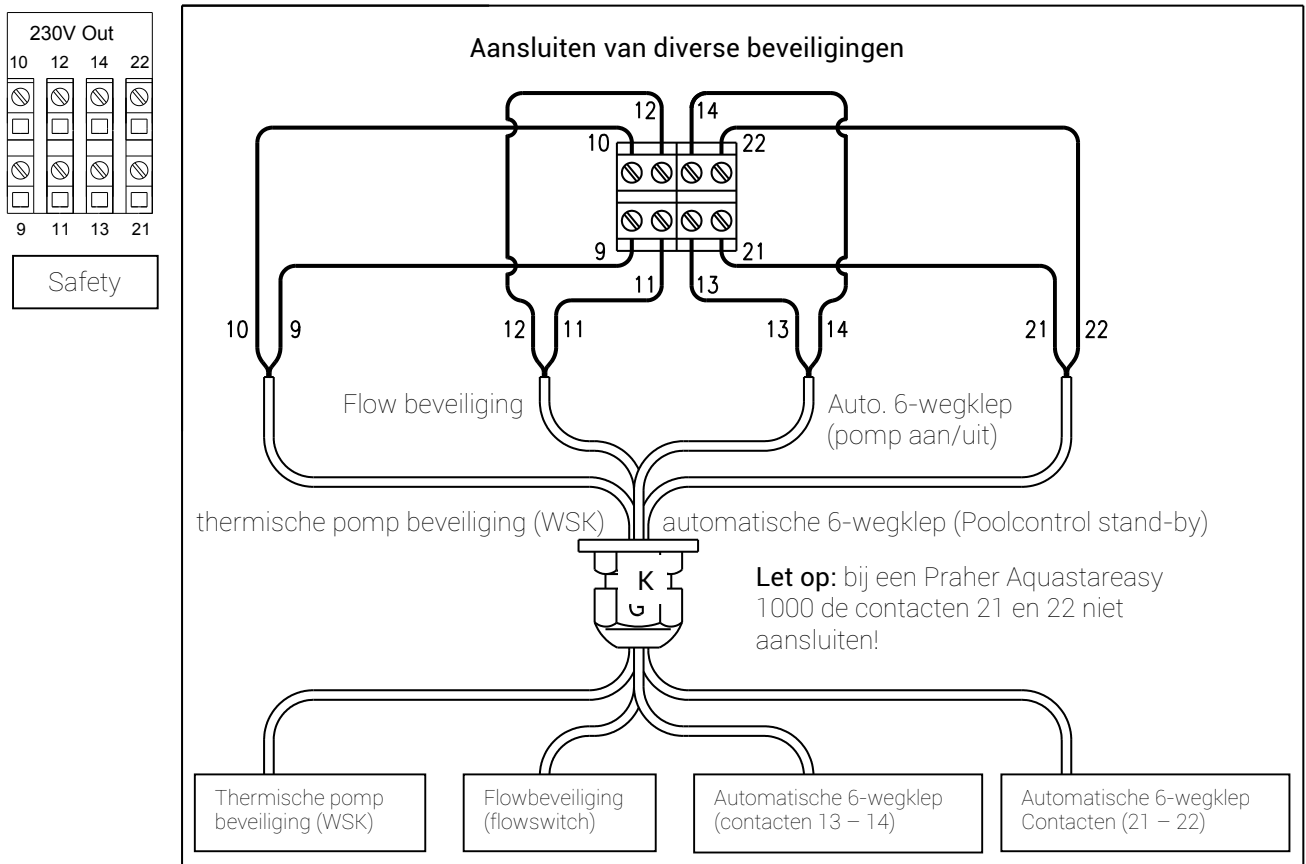 230V Out
10 12 14 22
9 11 13 21
Safety
Aansluiten van diverse beveiligingen
12 14
10 22
9 21
11 13
10 9 12 11 13 14 21 22
Flow beveiliging
Auto. 6-wegklep
(pomp aan/uit)
thermische pomp beveiliging (WSK)
automatische 6-wegklep (Poolcontrol stand-by)
K
G
Let op: bij een Praher Aquastareasy
1000 de contacten 21 en 22 niet
aansluiten!
Thermische pomp
beveiliging (WSK)
Flowbeveiliging
(flowswitch)
Automatische 6-wegklep
(contacten 13 – 14)
Automatische 6-wegklep
Contacten (21 – 22)